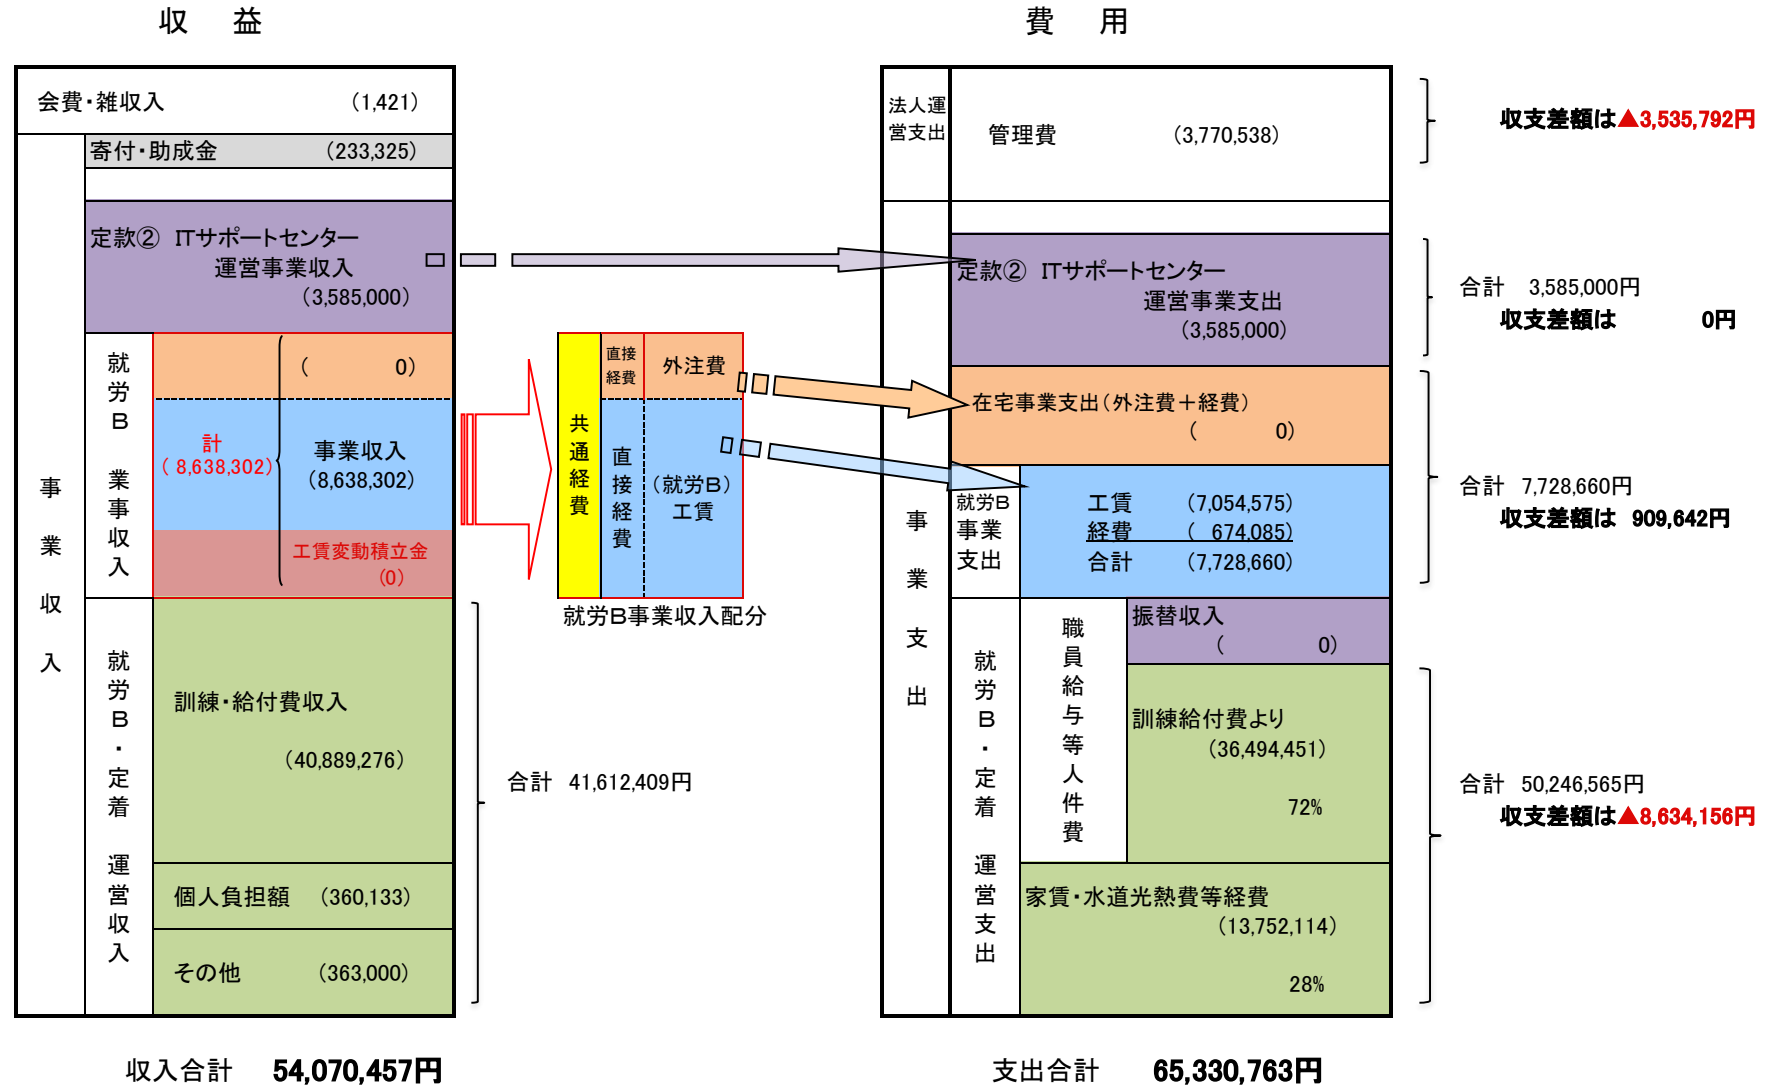 収　益
会費・雑収入　(1,421)
寄付・助成金　(233,325)
定款②　ITサポートセンター
運営事業収入
(3,585,000)
事業収入
就労B　業事収入
(　0)
計
( 8,638,302)
事業収入
(8,638,302)
工賃変動積立金
(0)
就労B・定着　運営収入
訓練・給付費収入
(40,889,276)
個人負担額　(360,133)
その他　(363,000)
収入合計　54,070,457円
合計　41,612,409円
共通経費
直接
経費
外注費
直接経費
(就労B)
工賃
就労B事業収入配分
費　用
法人運
営支出
管理費　(3,770,538)
収支差額は▲3,535,792円
事業支出
定款②　ITサポートセンター
運営事業支出
(3,585,000)
合計　3,585,000円
収支差額は　0円
在宅事業支出(外注費＋経費)
(　0)
就労B
事業
支出
工賃　(7,054,575)
経費　(　674,085)
合計　(7,728,660)
合計　7,728,660円
収支差額は　909,642円
就労B・定着　運営支出
職員給与等人件費
振替収入
(　0)
訓練給付費より
(36,494,451)
72%
家賃・水道光熱費等経費
(13,752,114)
28%
合計　50,246,565円
収支差額は▲8,634,156円
支出合計　65,330,763円